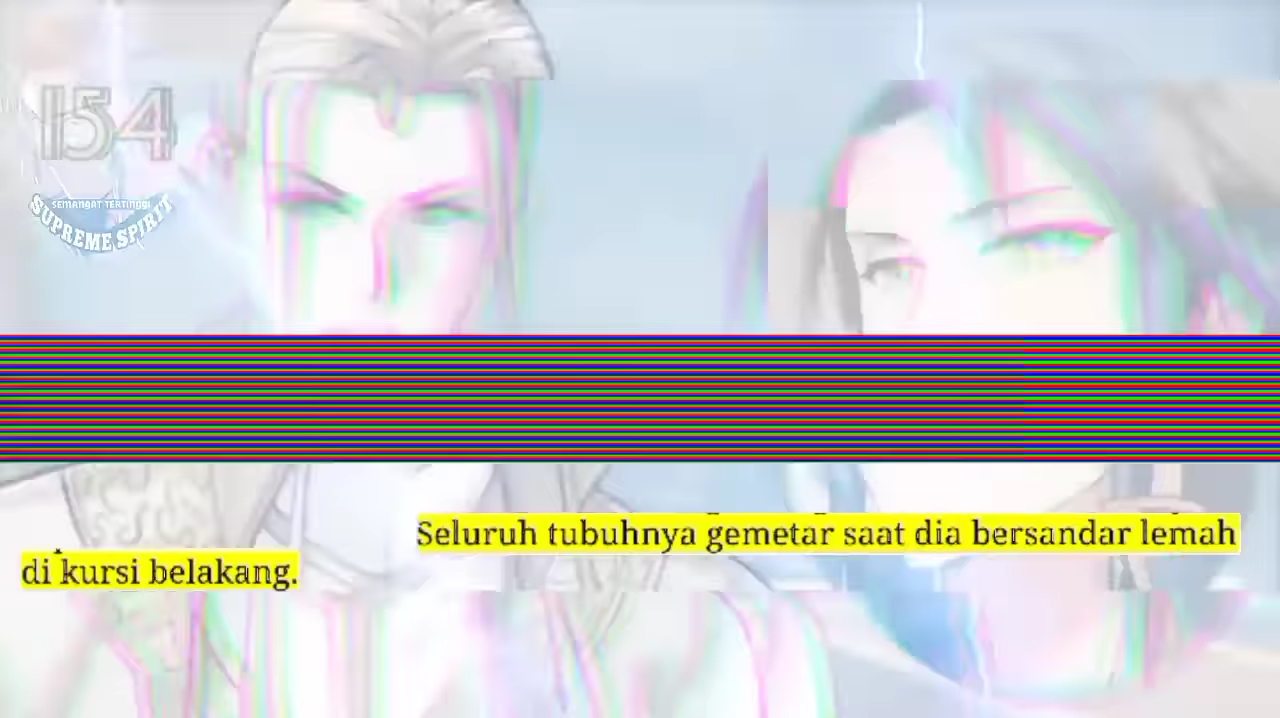 154
SEMANGAT TERTINGGI
SUPREME SPIRIT
Seluruh tubuhnya gemetar saat dia bersandar lemah
di kursi belakang.